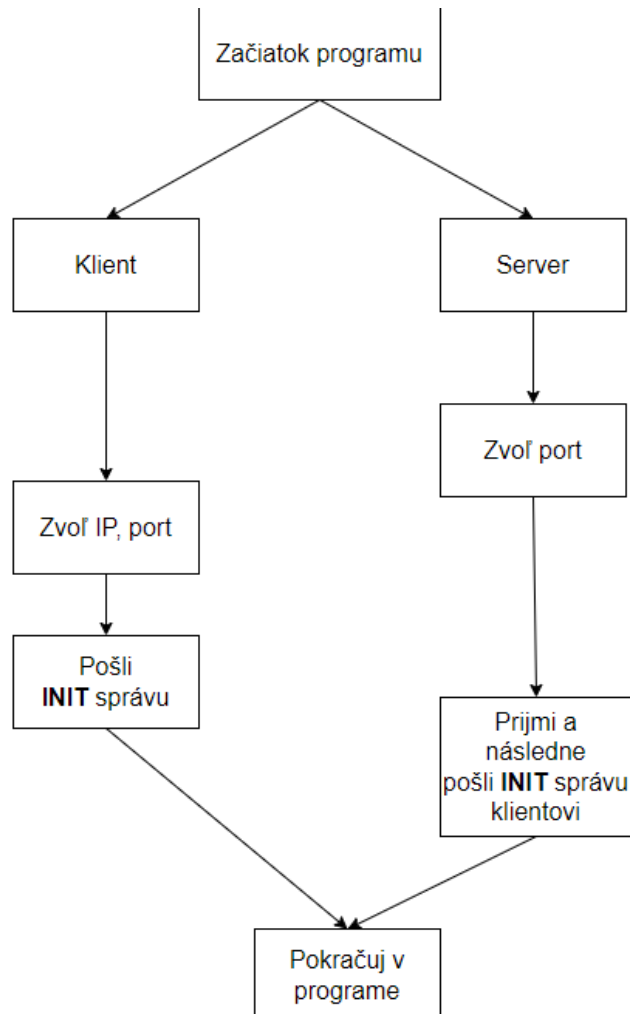 Začiatok programu
Klient
Server
Zvoľ port
Zvoľ IP, port
Pošli
INIT správu
Prijmi a
následne
pošli INIT správu
klientovi
Pokračuj v
programe